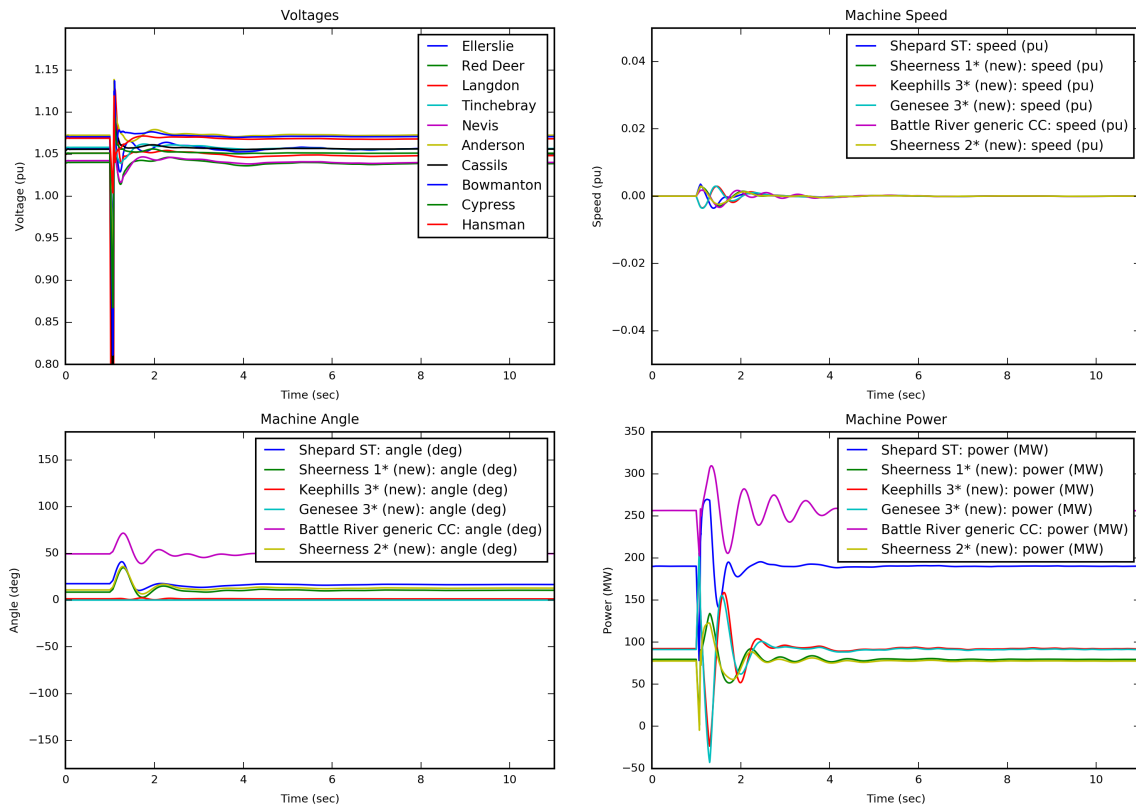 Voltages
1.15
1.10
1.05
1.00
0.95
0.90
0.85
0.80
Voltage (pu)
Ellerslie
Red Deer
Langdon
Tinchebray
Nevis
Anderson
Cassils
Bowmanton
Cypress
Hansman
0 2 4 6 8 10
Time (sec)
Machine Speed
0.04
0.02
0.00
−0.02
−0.04
Speed (pu)
Shepard ST: speed (pu)
Sheerness 1* (new): speed (pu)
Keephills 3* (new): speed (pu)
Genesee 3* (new): speed (pu)
Battle River generic CC: speed (pu)
Sheerness 2* (new): speed (pu)
0 2 4 6 8 10
Time (sec)
Machine Angle
150
100
50
0
−50
−100
−150
Angle (deg)
Shepard ST: angle (deg)
Sheerness 1* (new): angle (deg)
Keephills 3* (new): angle (deg)
Genesee 3* (new): angle (deg)
Battle River generic CC: angle (deg)
Sheerness 2* (new): angle (deg)
0 2 4 6 8 10
Time (sec)
Machine Power
350
300
250
200
150
100
50
0
−50
Power (MW)
Shepard ST: power (MW)
Sheerness 1* (new): power (MW)
Keephills 3* (new): power (MW)
Genesee 3* (new): power (MW)
Battle River generic CC: power (MW)
Sheerness 2* (new): power (MW)
0 2 4 6 8 10
Time (sec)